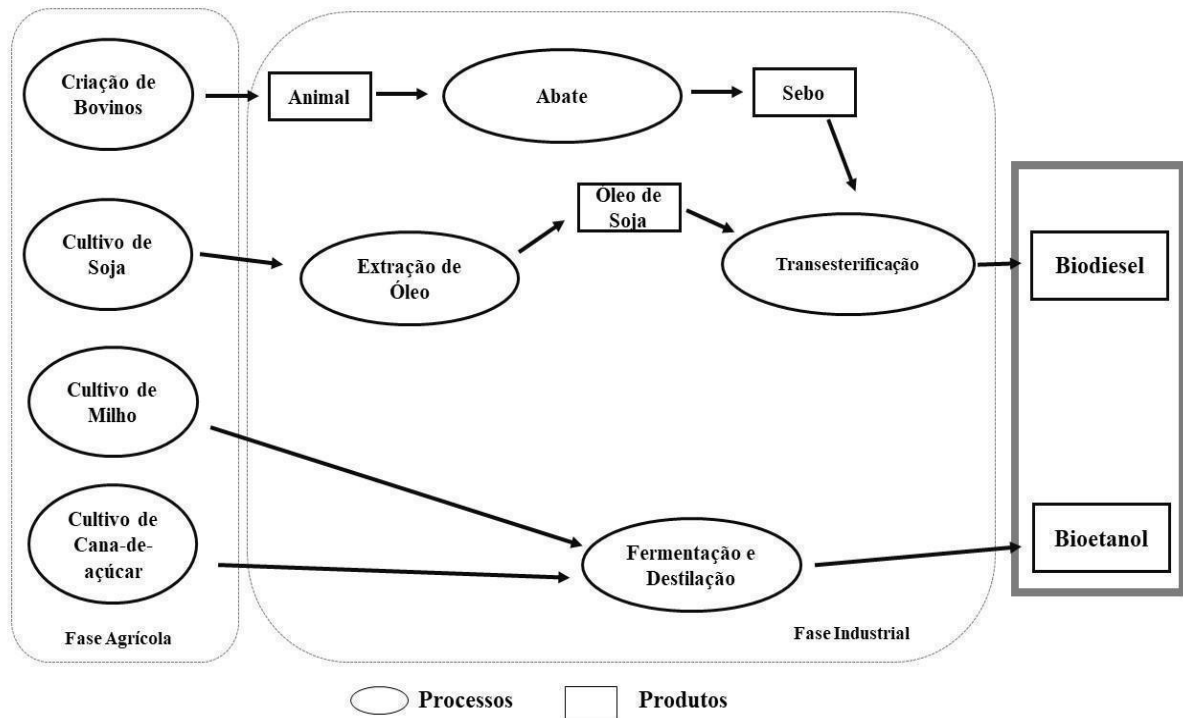 Criação de
Bovinos
Animal
Abate
Sebo
Cultivo de
Soja
Extração de
Óleo
Óleo de
Soja
Transesterificação
Biodiesel
Cultivo de
Milho
Cultivo de
Cana-de-
açúcar
Fermentação e
Destilação
Bioetanol
Fase Agrícola
Fase Industrial
Processos
Produtos